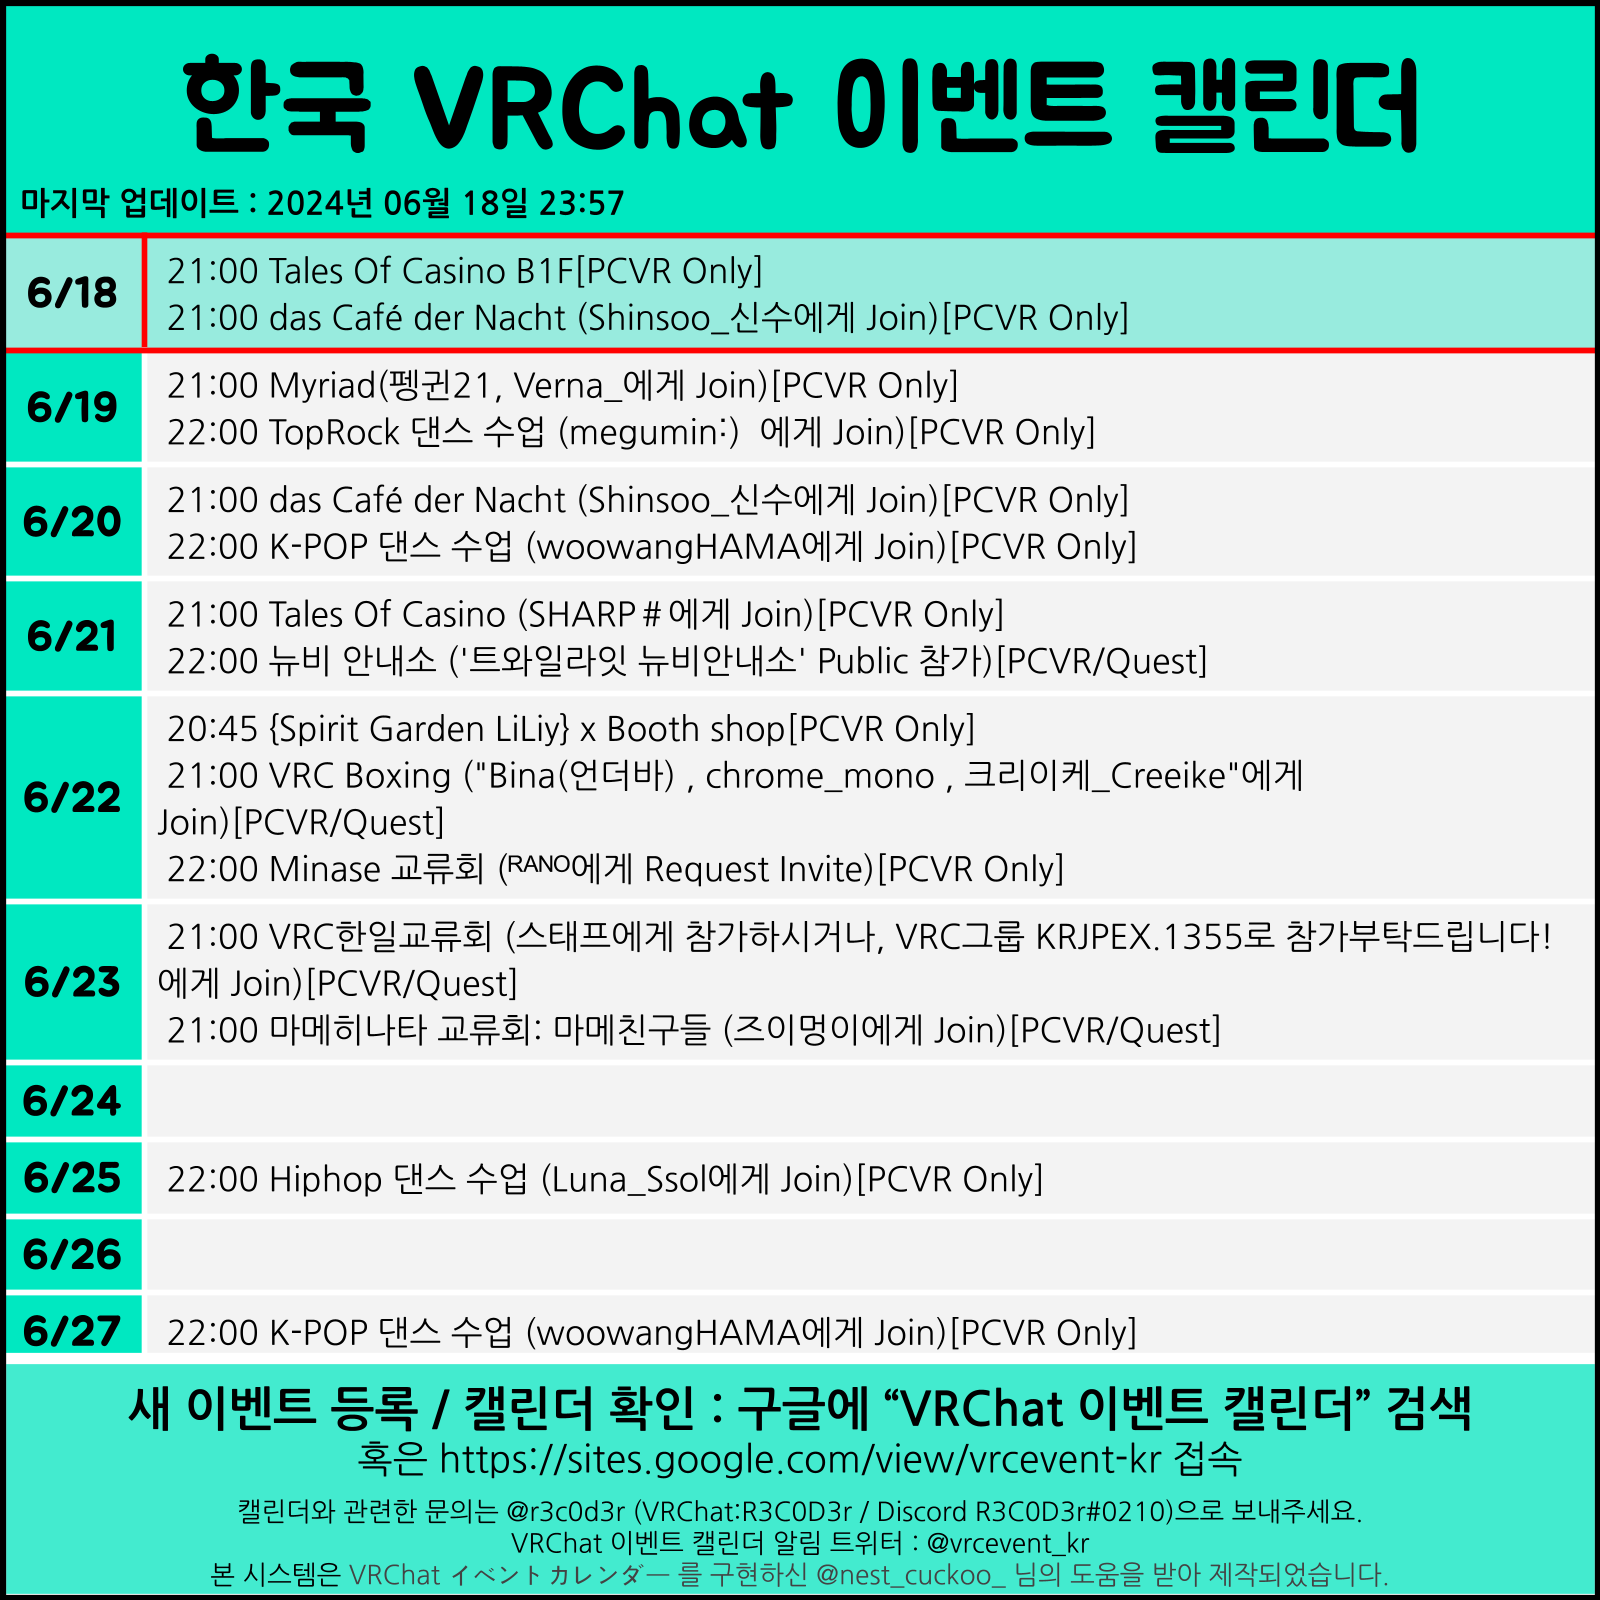 한국 VRChat 이벤트 캘린더
마지막 업데이트 : 2024년 06월 18일 23:57
6/18
21:00 Tales Of Casino B1F[PCVR Only]
21:00 das Café der Nacht (Shinsoo_신수에게 Join)[PCVR Only]
6/19
21:00 Myriad(펭귄21, Verna_에게 Join)[PCVR Only]
22:00 TopRock 댄스 수업 (megumin:)  에게 Join)[PCVR Only]
6/20
21:00 das Café der Nacht (Shinsoo_신수에게 Join)[PCVR Only]
22:00 K-POP 댄스 수업 (woowangHAMA에게 Join)[PCVR Only]
6/21
21:00 Tales Of Casino (SHARP＃에게 Join)[PCVR Only]
22:00 뉴비 안내소 ('트와일라잇 뉴비안내소' Public 참가)[PCVR/Quest]
6/22
20:45 {Spirit Garden LiLiy} x Booth shop[PCVR Only]
21:00 VRC Boxing ("Bina(언더바) , chrome_mono , 크리이케_Creeike"에게
Join)[PCVR/Quest]
22:00 Minase 교류회 (ᴿᴬᴺᴼ에게 Request Invite)[PCVR Only]
6/23
21:00 VRC한일교류회 (스태프에게 참가하시거나, VRC그룹 KRJPEX.1355로 참가부탁드립니다!
에게 Join)[PCVR/Quest]
21:00 마메히나타 교류회: 마메친구들 (즈이멍이에게 Join)[PCVR/Quest]
6/24
6/25
22:00 Hiphop 댄스 수업 (Luna_Ssol에게 Join)[PCVR Only]
6/26
6/27
22:00 K-POP 댄스 수업 (woowangHAMA에게 Join)[PCVR Only]
새 이벤트 등록 / 캘린더 확인 : 구글에 “VRChat 이벤트 캘린더” 검색
혹은 https://sites.google.com/view/vrcevent-kr 접속
캘린더와 관련한 문의는 @r3c0d3r (VRChat:R3C0D3r / Discord R3C0D3r#0210)으로 보내주세요.
VRChat 이벤트 캘린더 알림 트위터 : @vrcevent_kr
본 시스템은 VRChat イベントカレンダー 를 구현하신 @nest_cuckoo_ 님의 도움을 받아 제작되었습니다.